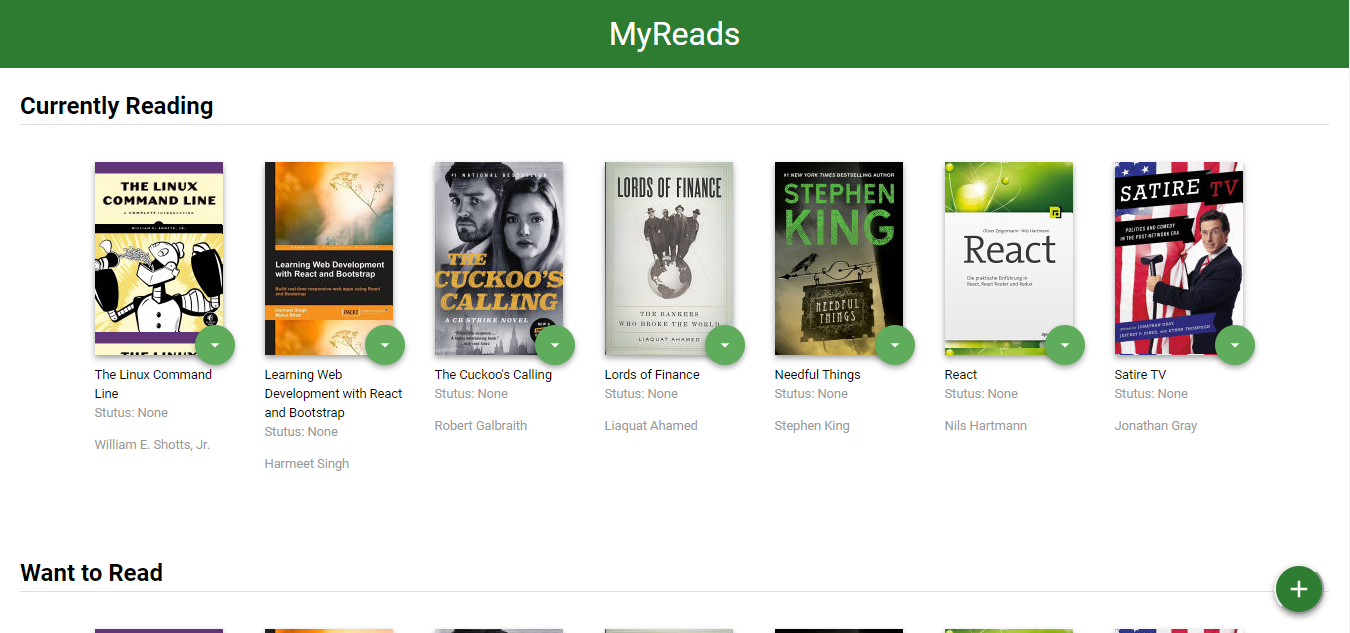 MyReads
Currently Reading
THE LINUX
COMMAND LINE
A COMPLETE INTRODUCTION
WILLIAM E. SHOTTS, JR.
THE LINUX
The Linux Command
Line
Stutus: None
William E. Shotts, Jr.
Learning Web Development
with React and Bootstrap
Build real-time responsive web apps using React
and Bootstrap
Harmeet Singh
PACKT
Learning Web
Development with React
and Bootstrap
Stutus: None
Harmeet Singh
#1 NATIONAL BESTSELLER
THE
CUCKOO'S
CALLING
A CB STRIKE NOVEL
The Cuckoo's Calling
Stutus: None
Robert Galbraith
LORDS OF FINANCE
THE BANKERS
WHO BROKE THE WORLD
LIAQUAT AHAMED
Lords of Finance
Stutus: None
Liaquat Ahamed
#1 NEW YORK TIMES BESTSELLING AUTHOR
STEPHEN
KING
NEEDFUL
THINGS
Needful Things
Stutus: None
Stephen King
Oliver Zeigermann · Nils Hartmann
React
Die praktische Einführung in
React, React Router und Redux
React
Stutus: None
Nils Hartmann
SATIRE TV
POLITICS AND COMEDY
IN THE POST-NETWORK ERA
Edited by JONATHAN GRAY,
JEFFREY P. JONES, AND ETHAN THOMPSON
Satire TV
Stutus: None
Jonathan Gray
Want to Read